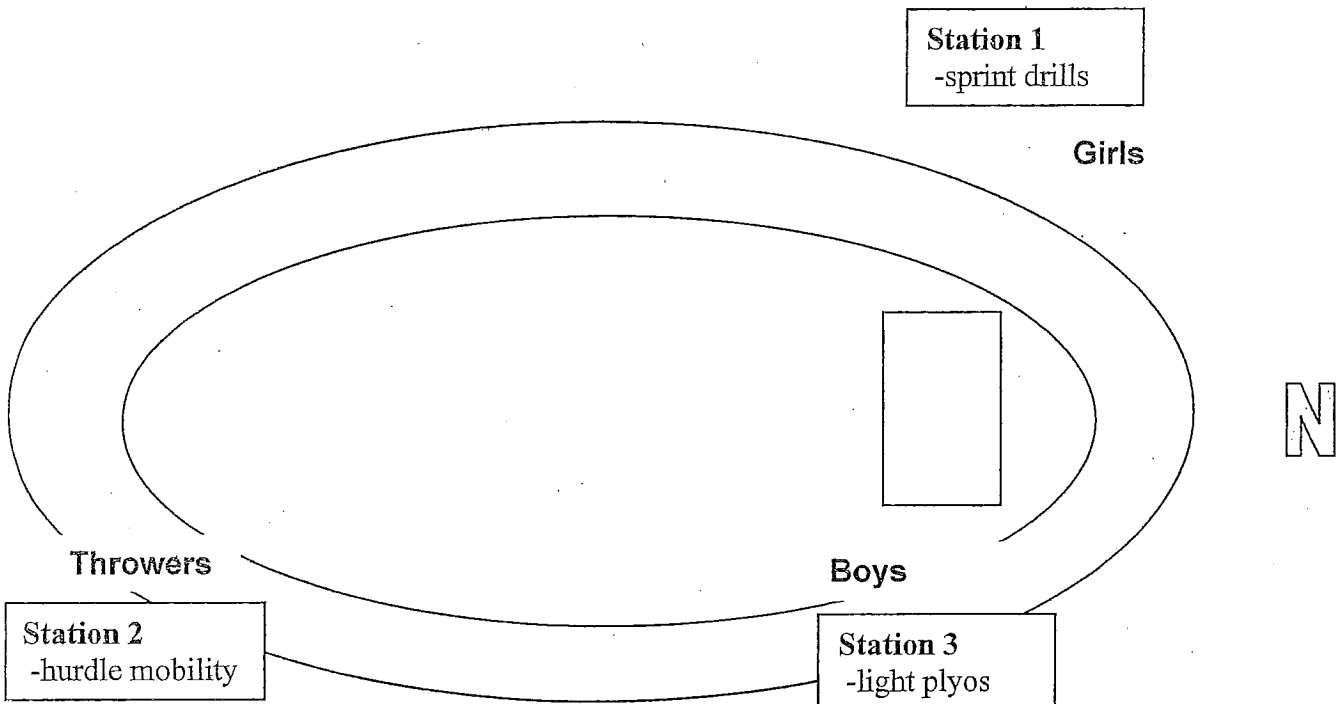 Station 1
-sprint drills
Girls
N
Throwers
Boys
Station 2
-hurdle mobility
Station 3
-light plyos